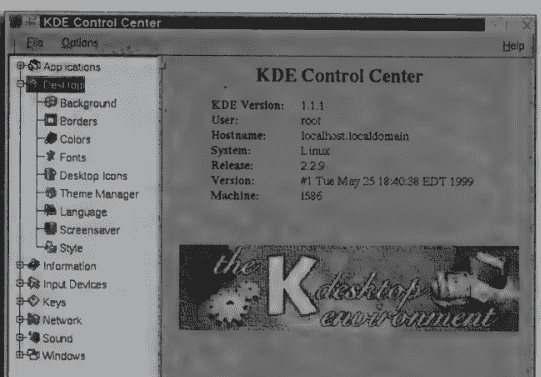 KDE Control Center
File Options Help
Applications
Desktop
Background
Borders
Colors
Fonts
Desktop Icons
Theme Manager
Language
Screensaver
Style
Information
Input Devices
Keys
Network
Sound
Windows
KDE Control Center
KDE Version: 1.1.1
User: root
Hostname: localhost.localdomain
System: Linux
Release: 2.2.9
Version: #1 Tue May 25 18:40:38 EDT 1999
Machine: i586
the
K desktop
environment